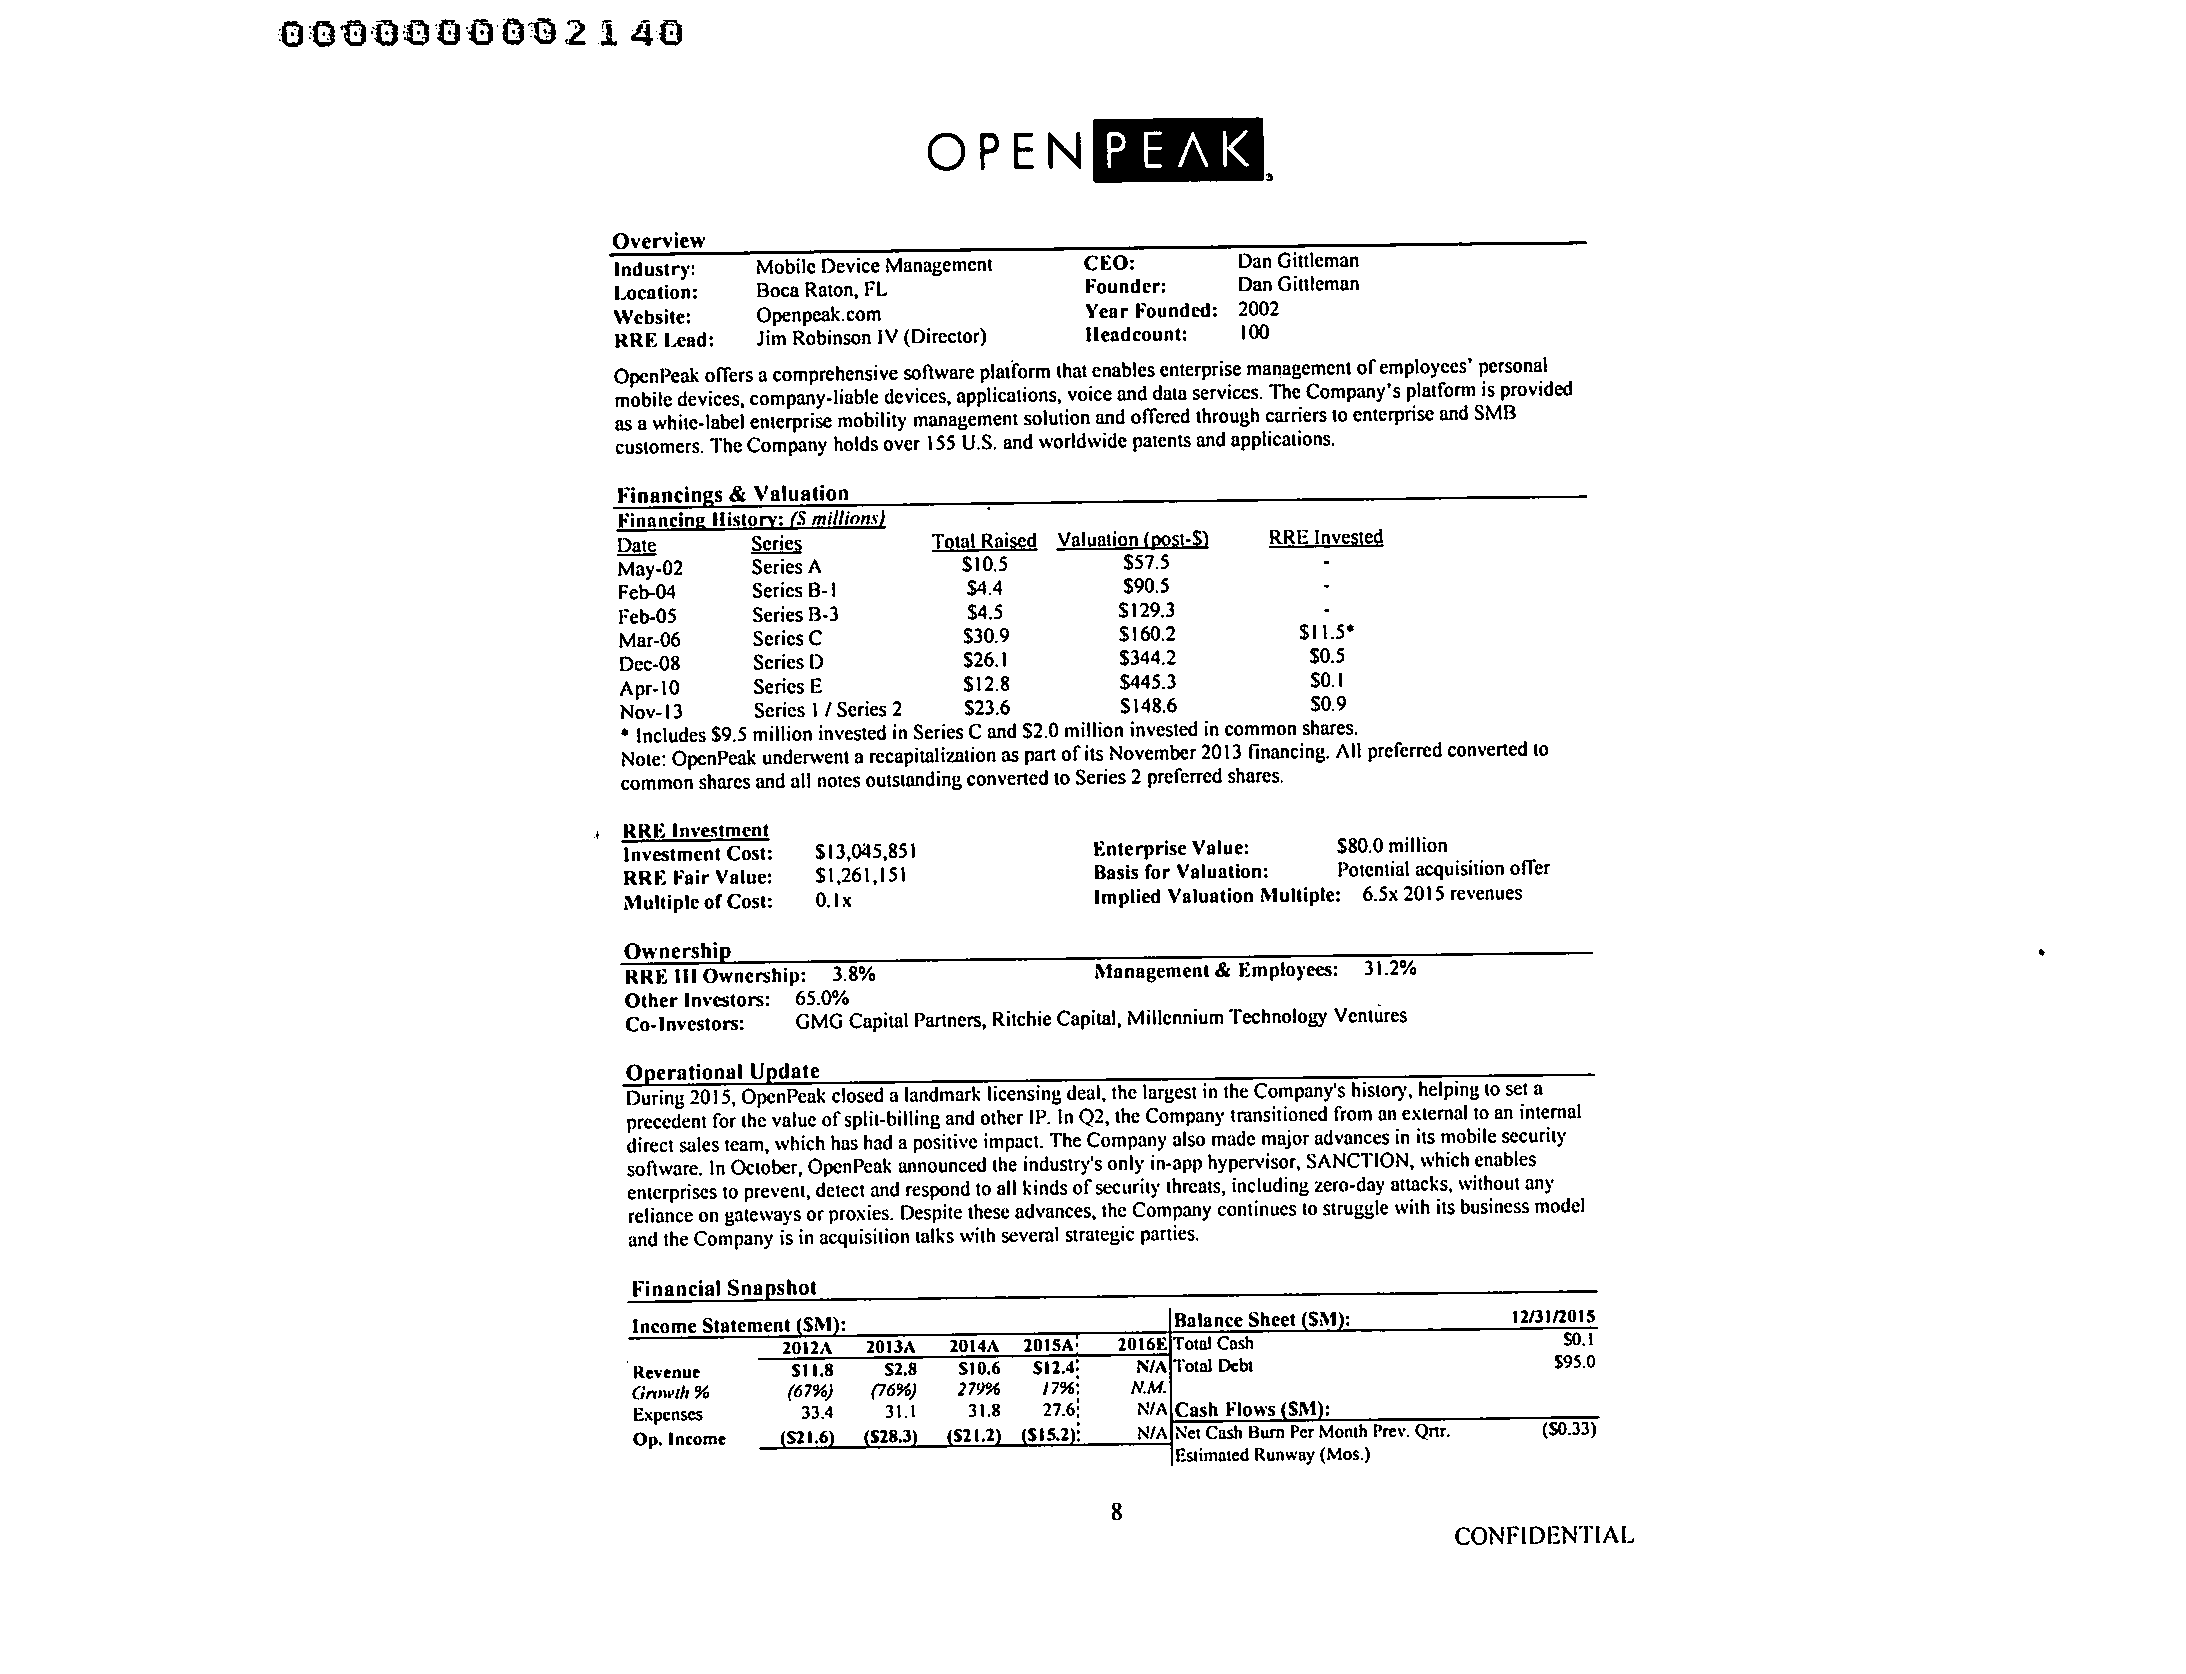 0000000002140
OPENPEAK
Overview
Industry: Mobile Device Management CEO: Dan Gittleman
Location: Boca Raton, FL Founder: Dan Gittleman
Website: Openpeak.com Year Founded: 2002
RRE Lead: Jim Robinson IV (Director) Headcount: 100
OpenPeak offers a comprehensive software platform that enables enterprise management of employees' personal
mobile devices, company-liable devices, applications, voice and data services. The Company's platform is provided
as a white-label enterprise mobility management solution and offered through carriers to enterprise and SMB
customers. The Company holds over 155 U.S. and worldwide patents and applications.
Financings & Valuation
Financing History: ($ millions)
Date Series Total Raised Valuation (post-$) RRE Invested
May-02 Series A $10.5 $57.5 -
Feb-04 Series B-1 $4.4 $90.5 -
Feb-05 Series B-3 $4.5 $129.3 -
Mar-06 Series C $30.9 $160.2 $11.5*
Dec-08 Series D $26.1 $344.2 $0.5
Apr-10 Series E $12.8 $445.3 $0.1
Nov-13 Series 1 / Series 2 $23.6 $148.6 $0.9
* Includes $9.5 million invested in Series C and $2.0 million invested in common shares.
Note: OpenPeak underwent a recapitalization as part of its November 2013 financing. All preferred converted to
common shares and all notes outstanding converted to Series 2 preferred shares.
RRE Investment
Investment Cost: $13,045,851 Enterprise Value: $80.0 million
RRE Fair Value: $1,261,151 Basis for Valuation: Potential acquisition offer
Multiple of Cost: 0.1x Implied Valuation Multiple: 6.5x 2015 revenues
Ownership
RRE III Ownership: 3.8% Management & Employees: 31.2%
Other Investors: 65.0%
Co-Investors: GMG Capital Partners, Ritchie Capital, Millennium Technology Ventures
Operational Update
During 2015, OpenPeak closed a landmark licensing deal, the largest in the Company's history, helping to set a
precedent for the value of split-billing and other IP. In Q2, the Company transitioned from an external to an internal
direct sales team, which has had a positive impact. The Company also made major advances in its mobile security
software. In October, OpenPeak announced the industry's only in-app hypervisor, SANCTION, which enables
enterprises to prevent, detect and respond to all kinds of security threats, including zero-day attacks, without any
reliance on gateways or proxies. Despite these advances, the Company continues to struggle with its business model
and the Company is in acquisition talks with several strategic parties.
Financial Snapshot
Income Statement ($M): Balance Sheet ($M): 12/31/2015
2012A 2013A 2014A 2015A 2016E Total Cash $0.1
Revenue $11.8 $2.8 $10.6 $12.4 N/A Total Debt $95.0
Growth % (67%) (76%) 279% 17% N.M.
Expenses 33.4 31.1 31.8 27.6 N/A Cash Flows ($M):
Op. Income ($21.6) ($28.3) ($21.2) ($15.2) N/A Net Cash Burn Per Month Prev. Qrtr. ($0.33)
Estimated Runway (Mos.)
8
CONFIDENTIAL